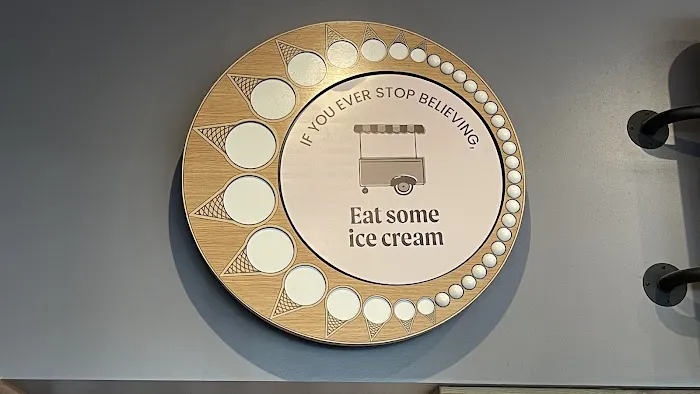 IF YOU EVER STOP BELIEVING,
Eat some
ice cream